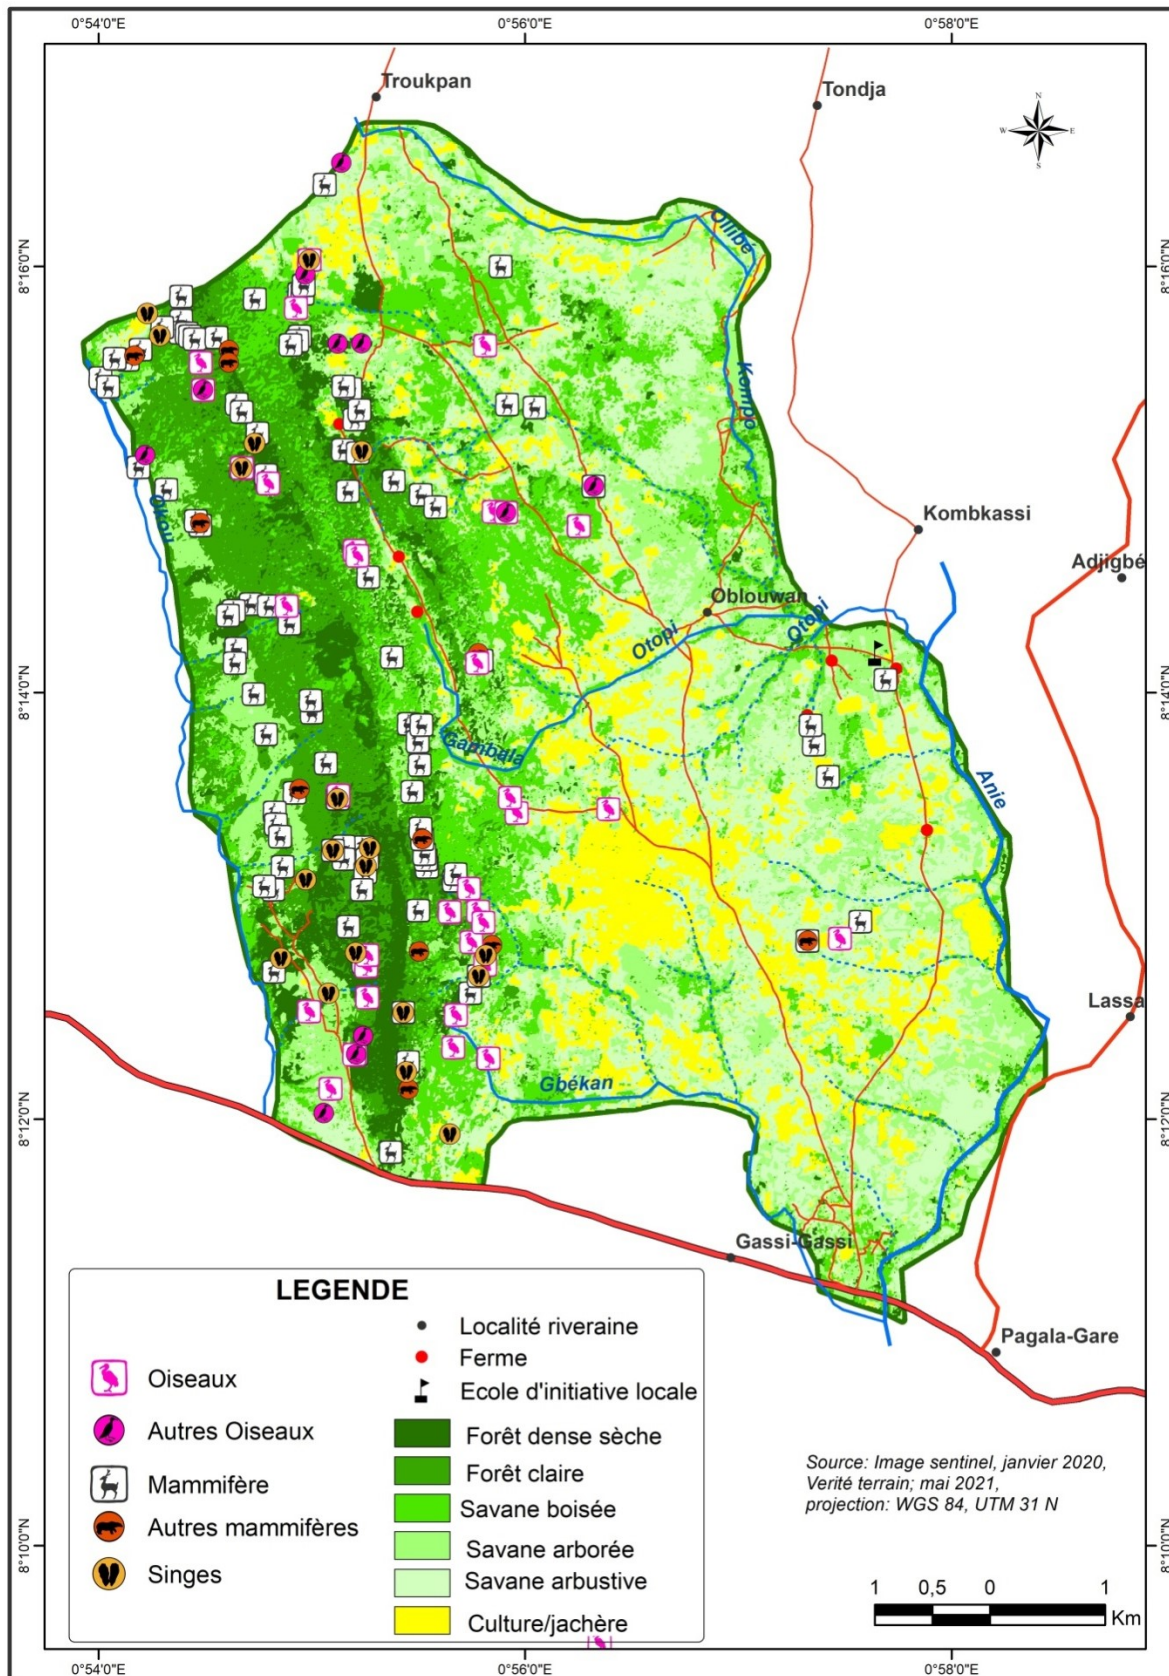 0°54'0"E
0°56'0"E
0°58'0"E
Troukpan
Tondja
N
W
E
S
8°16'0"N
8°16'0"N
Ollibé
Kompo
Okou
Kombkassi
Adjigbé
Oblouwan
Otopi
Otopi
8°14'0"N
8°14'0"N
Gambala
Anie
Lassa
Gbékan
8°12'0"N
8°12'0"N
Gassi-Gassi
Pagala-Gare
LEGENDE
Oiseaux
Autres Oiseaux
Mammifère
Autres mammifères
Singes
Localité riveraine
Ferme
Ecole d'initiative locale
Forêt dense sèche
Forêt claire
Savane boisée
Savane arborée
Savane arbustive
Culture/jachère
Source: Image sentinel, janvier 2020,
Verité terrain; mai 2021,
projection: WGS 84, UTM 31 N
8°10'0"N
8°10'0"N
1 0,5 0 1
Km
0°54'0"E
0°56'0"E
0°58'0"E